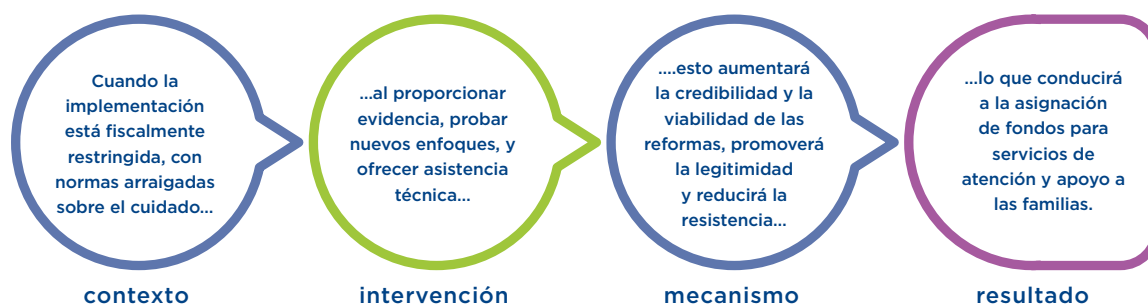 Cuando la
implementación
está fiscalmente
restringida, con
normas arraigadas
sobre el cuidado...
contexto
...al proporcionar
evidencia, probar
nuevos enfoques, y
ofrecer asistencia
técnica...
intervención
....esto aumentará
la credibilidad y la
viabilidad de las
reformas, promoverá
la legitimidad
y reducirá la
resistencia...
mecanismo
...lo que conducirá
a la asignación
de fondos para
servicios de
atención y apoyo a
las familias.
resultado